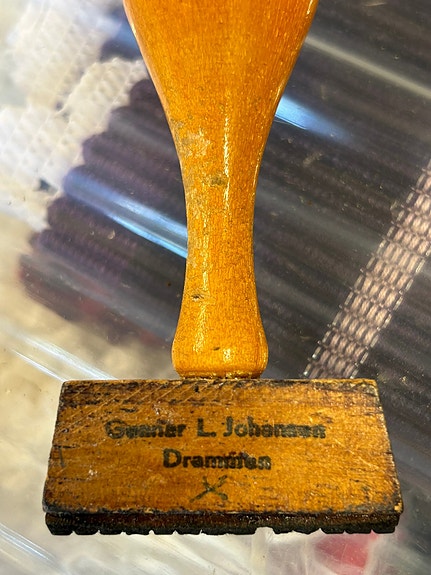 Gunnar L. Johansen
Drammen
X